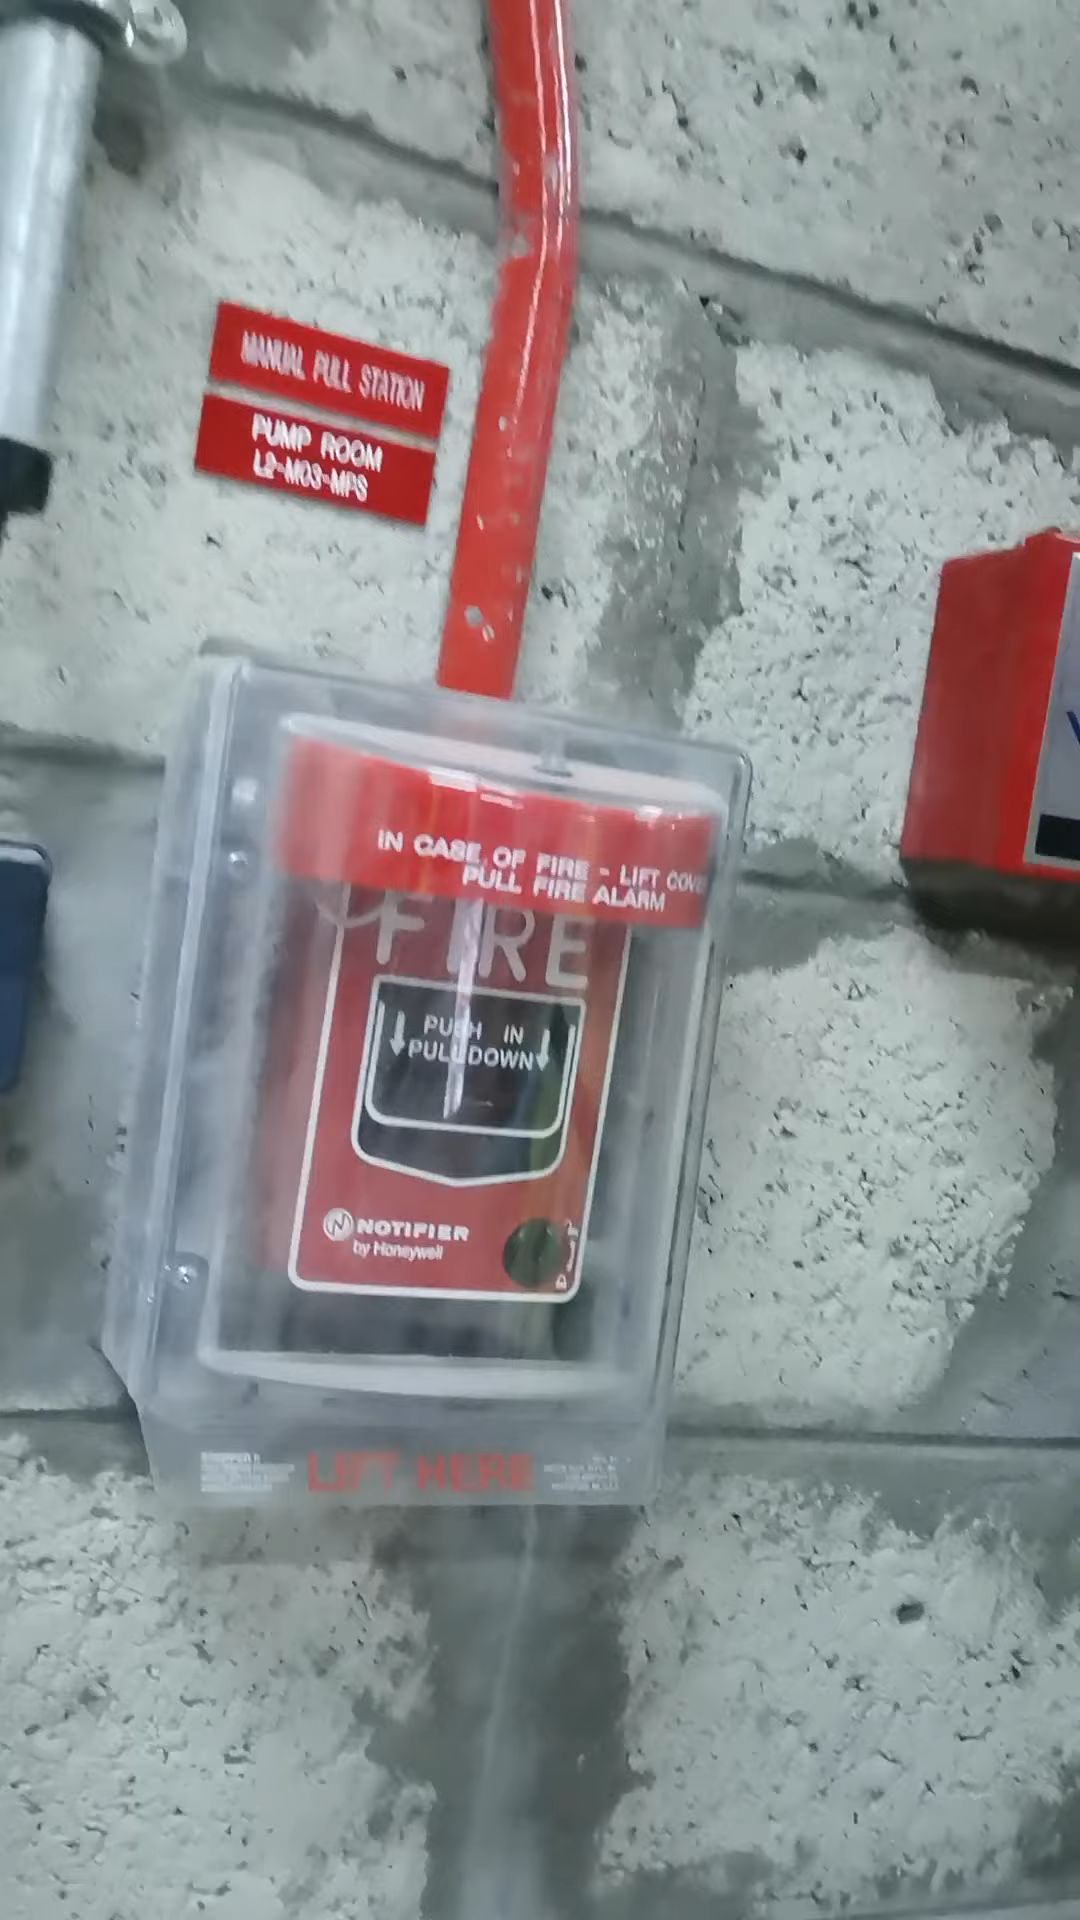 MANUAL PULL STATION
PUMP ROOM
L2-M03-MPS
IN CASE OF FIRE - LIFT COVE
PULL FIRE ALARM
FIRE
PUSH IN
PULL DOWN
NOTIFIER
by Honeywell
LIFT HERE